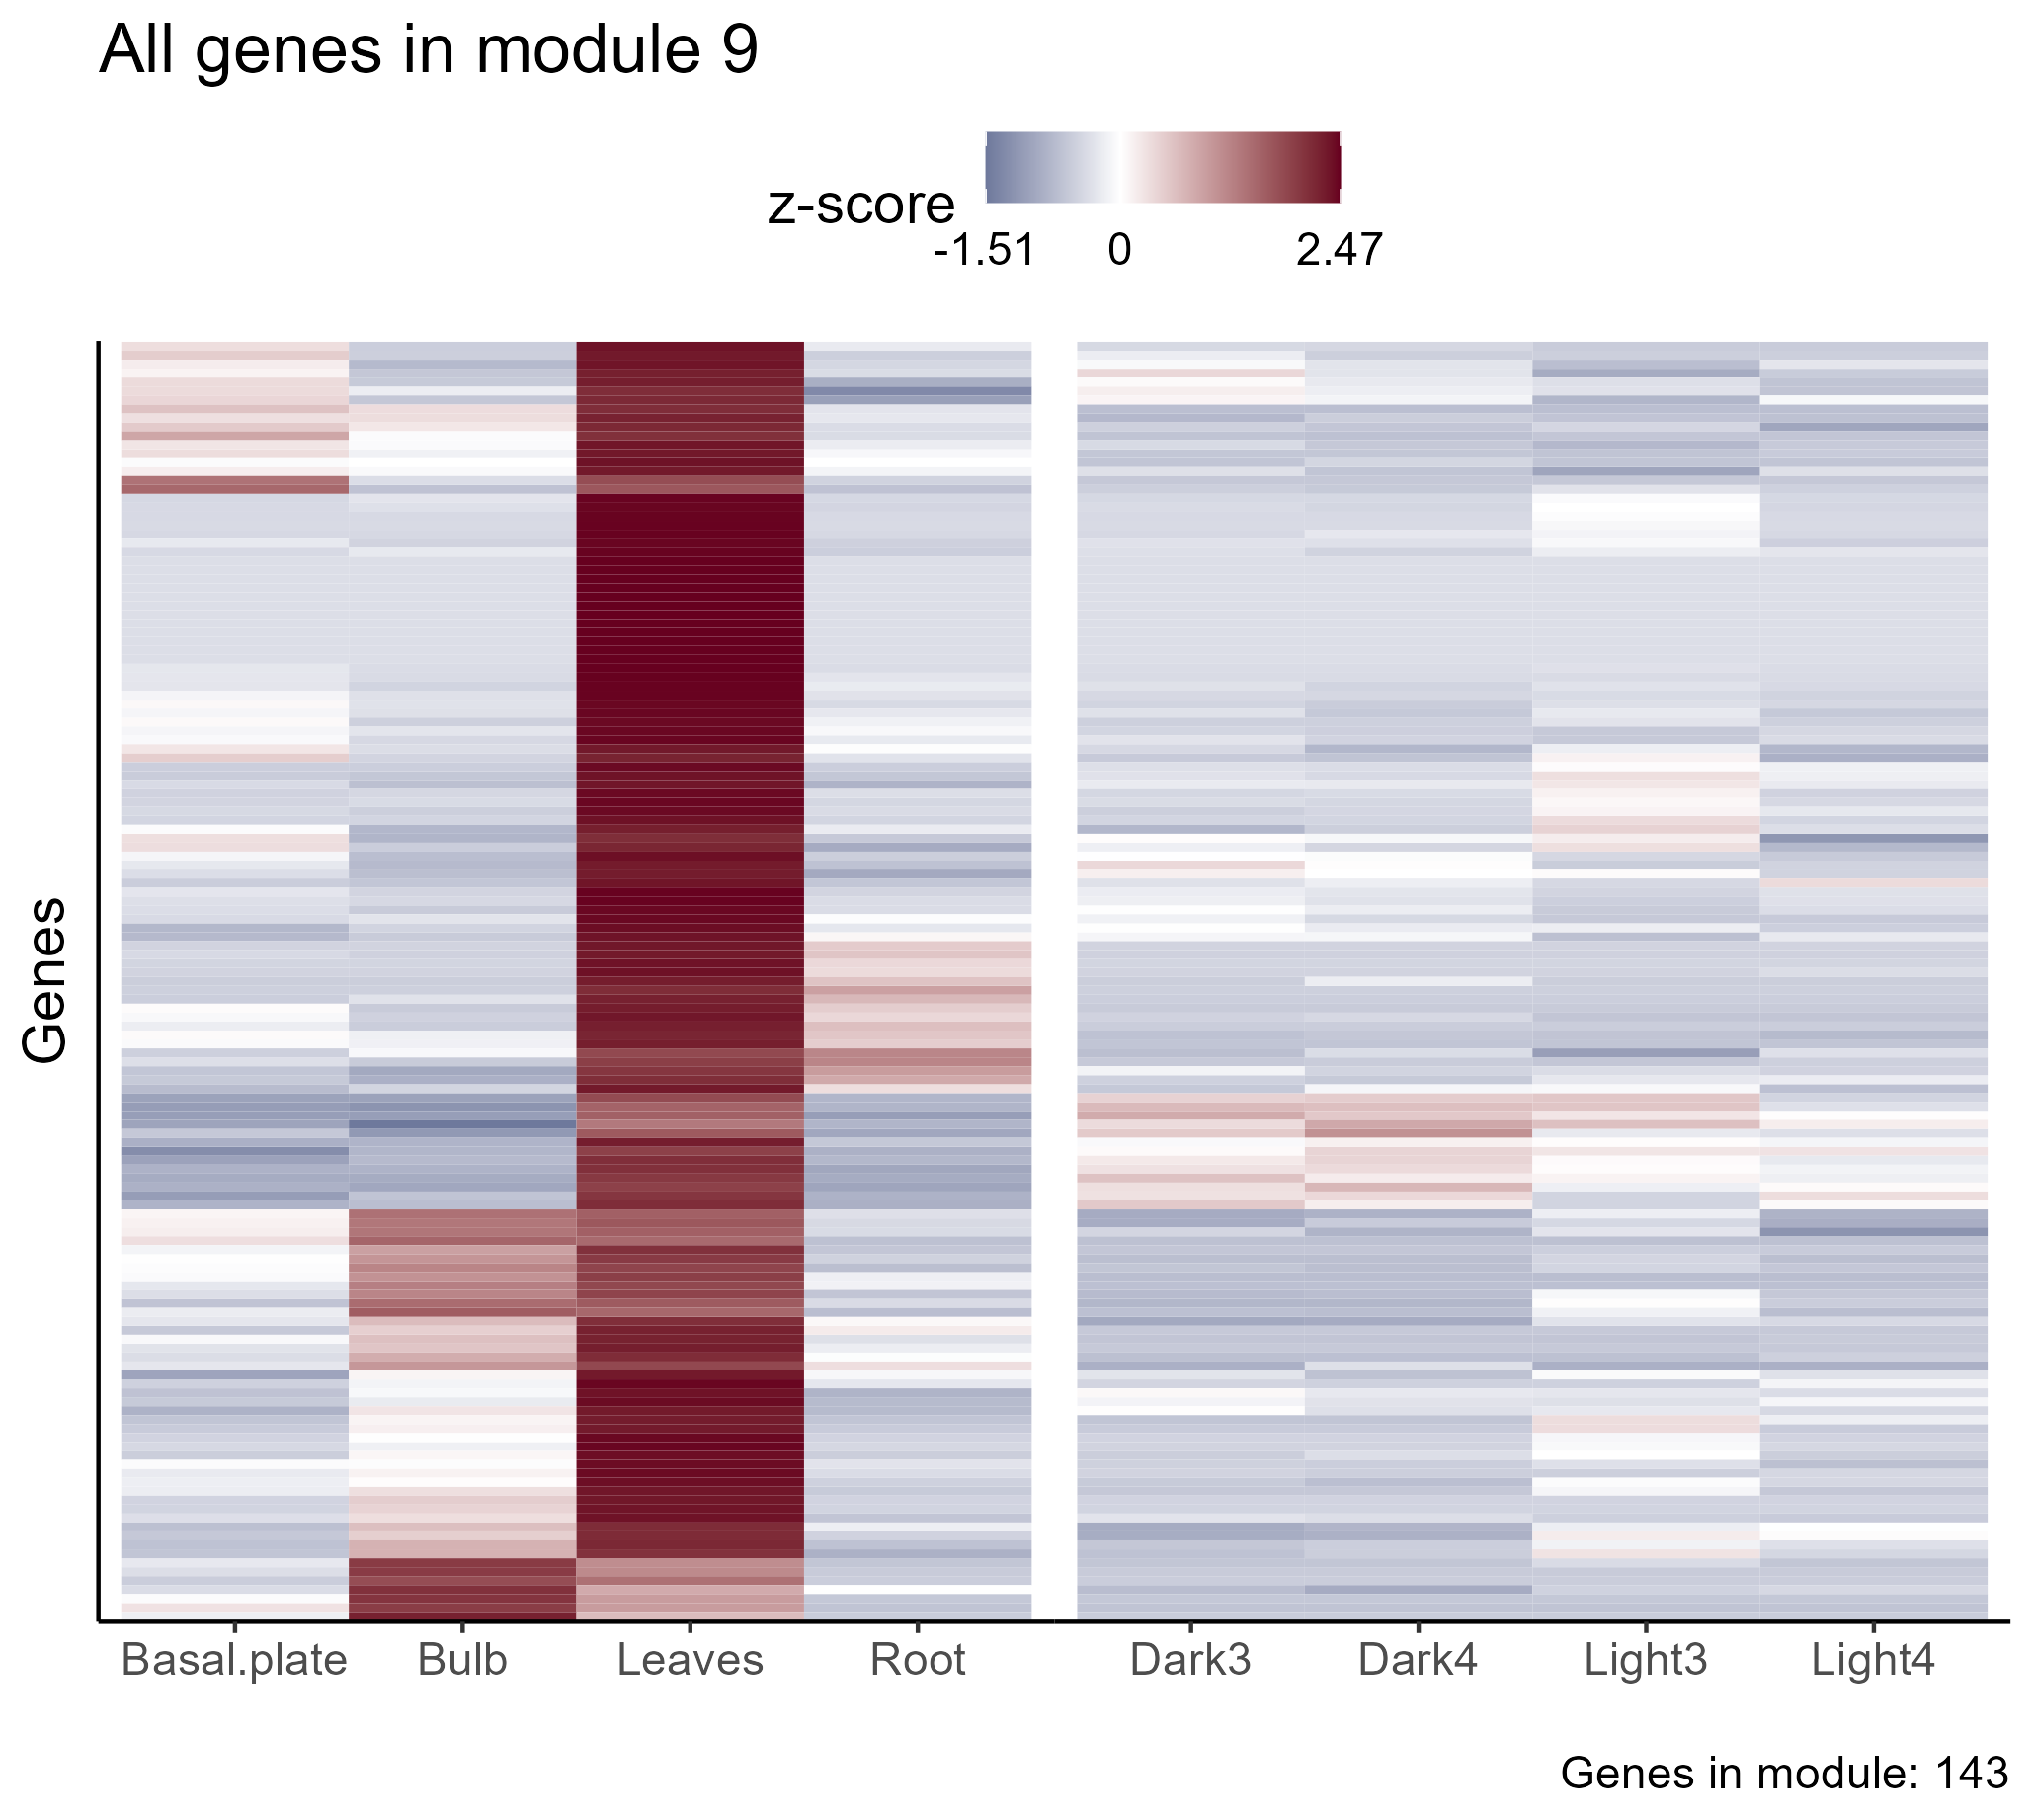 All genes in module 9
z-score
-1.51 0 2.47
Genes
Basal.plate Bulb Leaves Root Dark3 Dark4 Light3 Light4
Genes in module: 143